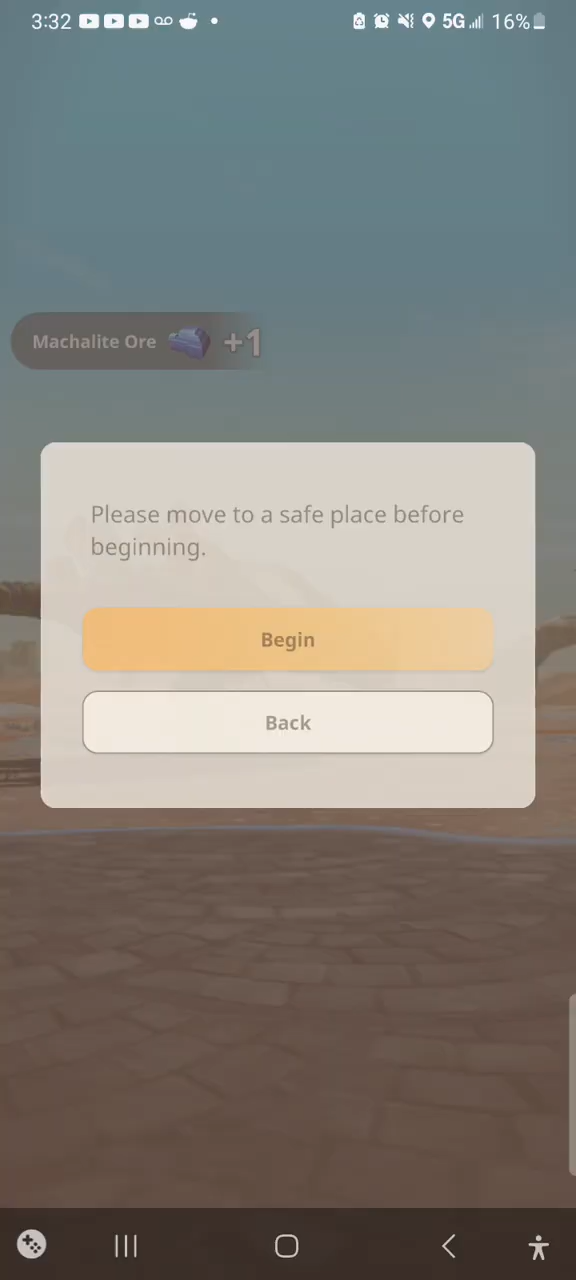 3:32 5G 16%
Machalite Ore +1
Please move to a safe place before
beginning.
Begin
Back